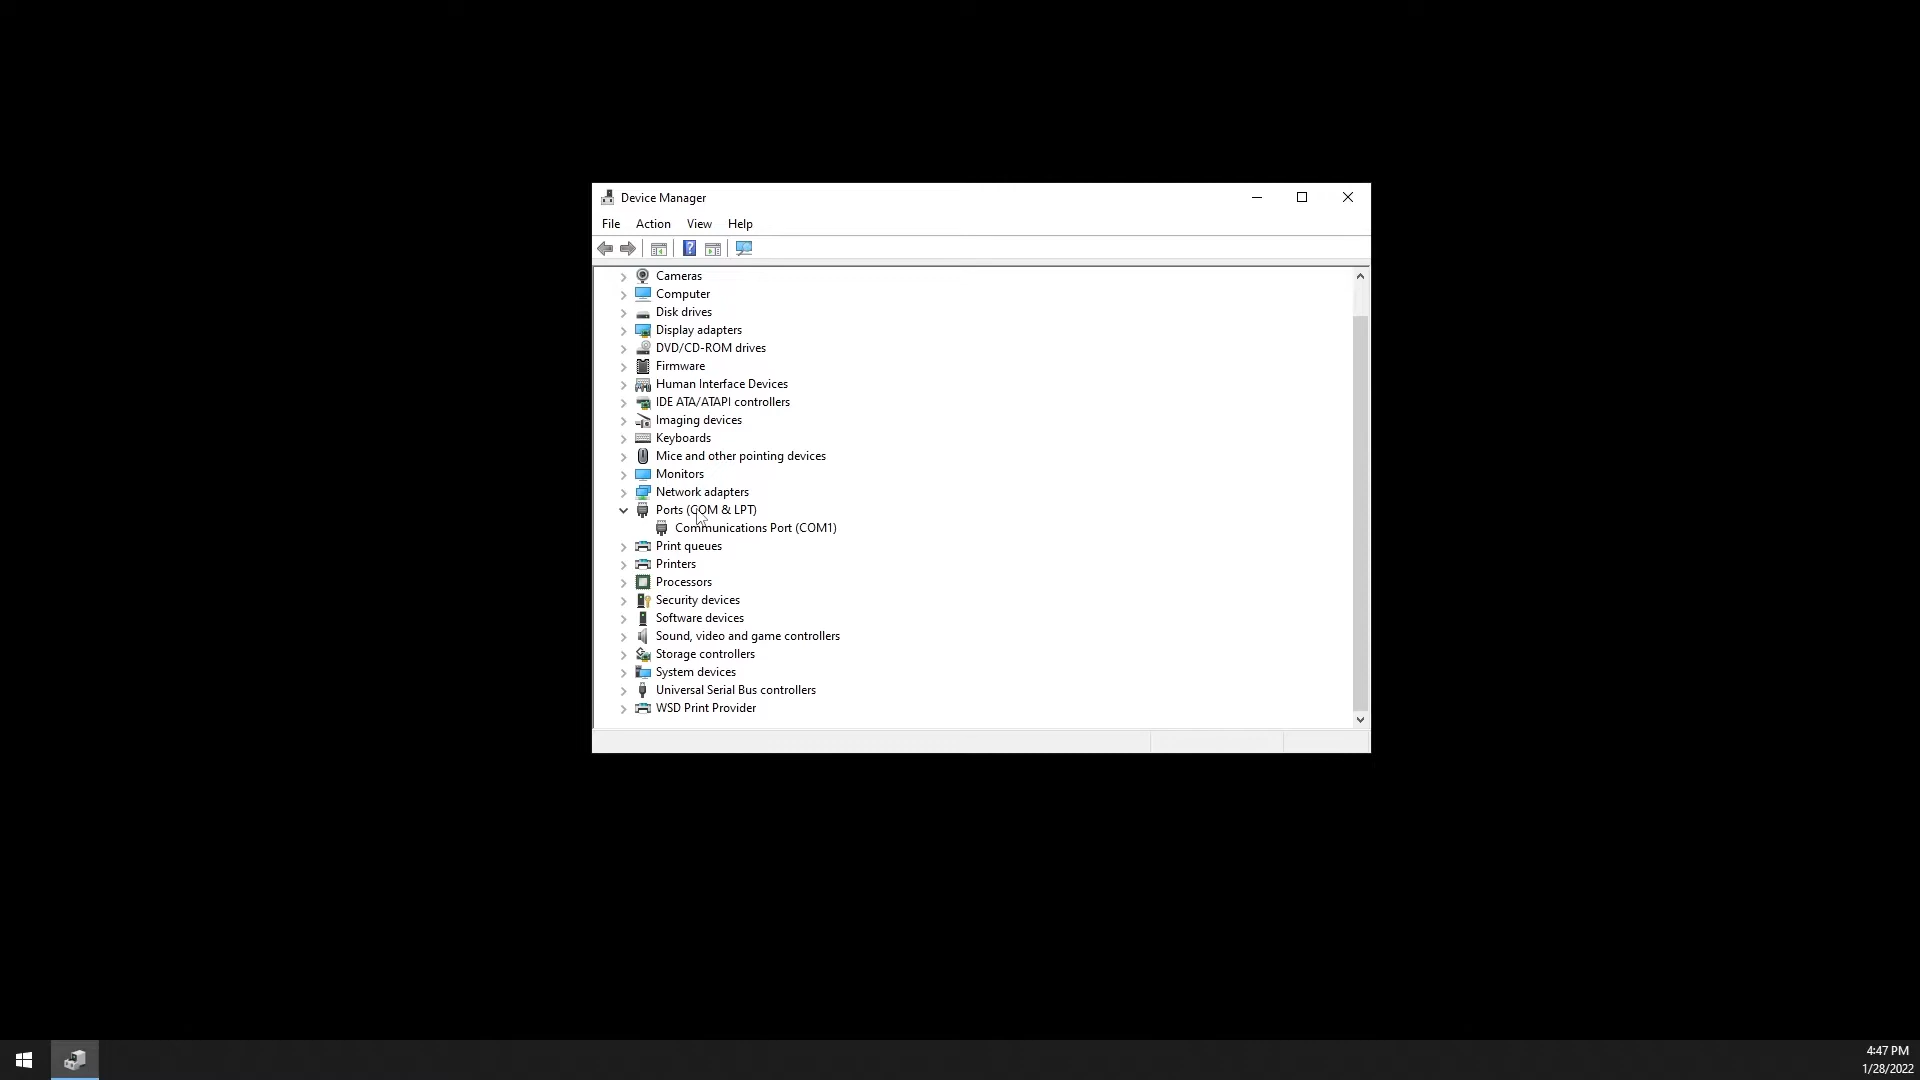 Device Manager
File Action View Help
Cameras
Computer
Disk drives
Display adapters
DVD/CD-ROM drives
Firmware
Human Interface Devices
IDE ATA/ATAPI controllers
Imaging devices
Keyboards
Mice and other pointing devices
Monitors
Network adapters
Ports (COM & LPT)
Communications Port (COM1)
Print queues
Printers
Processors
Security devices
Software devices
Sound, video and game controllers
Storage controllers
System devices
Universal Serial Bus controllers
WSD Print Provider
4:47 PM
1/28/2022